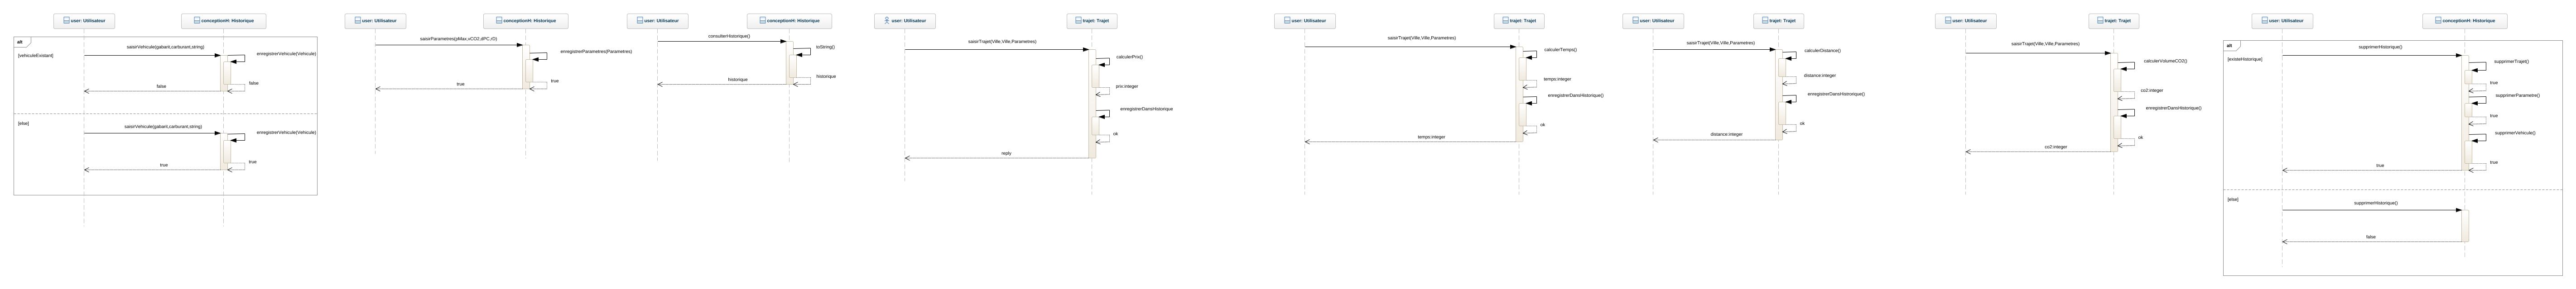 user: Utilisateur
conceptionH: Historique
alt
[vehiculeExistant]
saisirVehicule(gabarit,carburant,string)
enregistrerVehicule(Vehicule)
false
false
[else]
saisirVehicule(gabarit,carburant,string)
enregistrerVehicule(Vehicule)
true
true
user: Utilisateur
conceptionH: Historique
saisirParametres(pMax,vCO2,dPC,tO)
enregistrerParametres(Parametres)
true
true
user: Utilisateur
conceptionH: Historique
consulterHistorique()
toString()
historique
historique
user: Utilisateur
trajet: Trajet
saisirTrajet(Ville,Ville,Parametres)
calculerPrix()
prix:integer
enregistrerDansHistorique
ok
reply
user: Utilisateur
trajet: Trajet
saisirTrajet(Ville,Ville,Parametres)
calculerTemps()
temps:integer
enregistrerDansHistorique()
ok
temps:integer
user: Utilisateur
trajet: Trajet
saisirTrajet(Ville,Ville,Parametres)
calculerDistance()
distance:integer
enregistrerDansHistorique()
ok
distance:integer
user: Utilisateur
trajet: Trajet
saisirTrajet(Ville,Ville,Parametres)
calculerVolumeCO2()
co2:integer
enregistrerDansHistorique()
ok
co2:integer
user: Utilisateur
conceptionH: Historique
alt
[existeHistorique]
supprimerHistorique()
supprimerTrajet()
true
supprimerParametre()
true
supprimerVehicule()
true
true
[else]
supprimerHistorique()
false